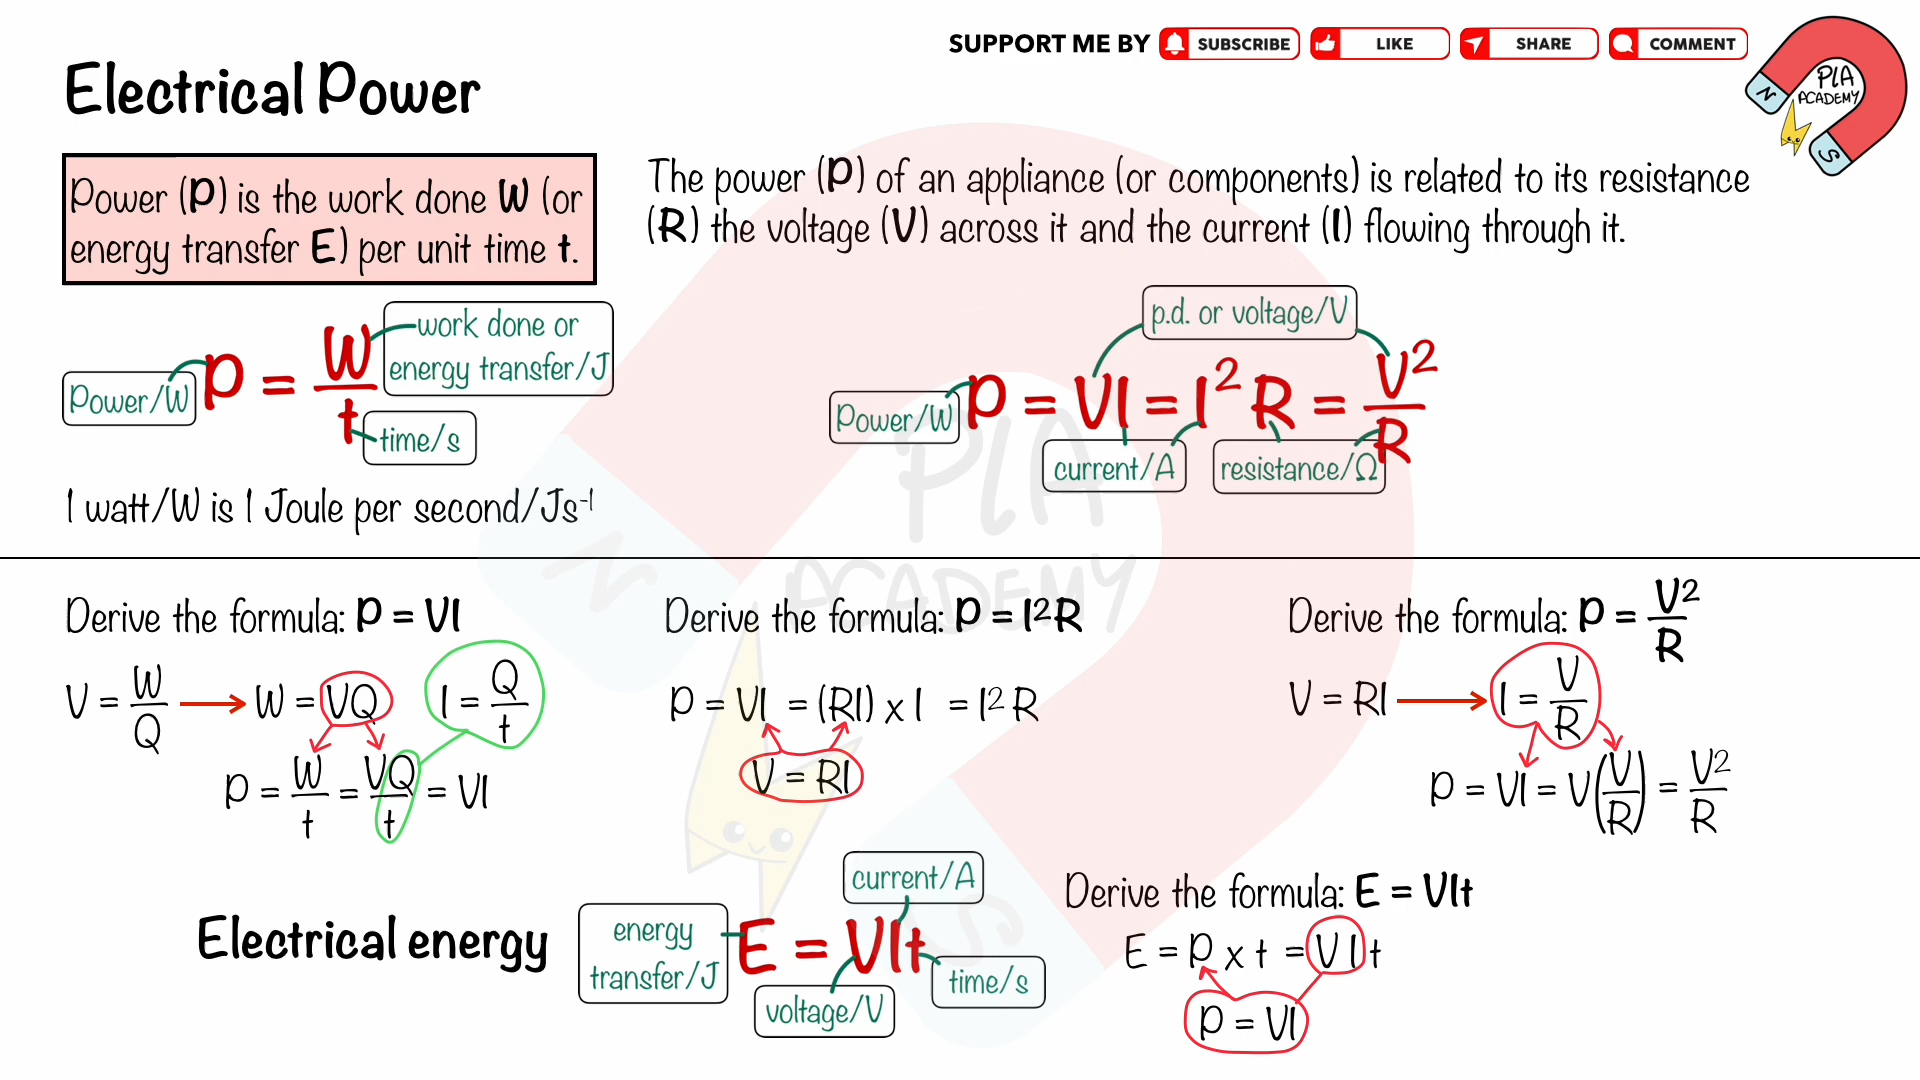 SUPPORT ME BY SUBSCRIBE LIKE SHARE COMMENT
PLA
ACADEMY
N
S
Electrical Power
Power (P) is the work done W (or
energy transfer E) per unit time t.
The power (P) of an appliance (or components) is related to its resistance
(R) the voltage (V) across it and the current (I) flowing through it.
P = W/t
Power/W
work done or
energy transfer/J
time/s
1 watt/W is 1 Joule per second/Js⁻¹
p.d. or voltage/V
P = VI = I² R = V²/R
Power/W
current/A
resistance/Ω
PLA
ACADEMY
N
S
Derive the formula: P = VI
V = W/Q → W = VQ I = Q/t
P = W/t = VQ/t = VI
Derive the formula: P = I²R
P = VI = (RI) x I = I² R
V = RI
Derive the formula: P = V²/R
V = RI → I = V/R
P = VI = V(V/R) = V²/R
Electrical energy
energy
transfer/J
E = VIt
current/A
voltage/V
time/s
Derive the formula: E = VIt
E = P x t = V I t
P = VI